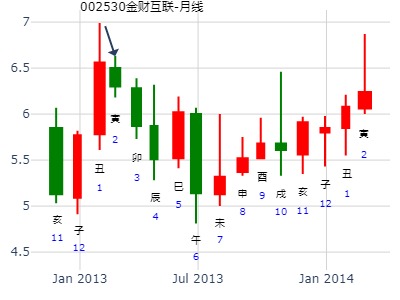 002530金财互联-月线
7
6.5
6
5.5
5
4.5
亥
11
子
12
丑
1
寅
2
卯
3
辰
4
巳
5
午
6
未
7
申
8
酉
9
戌
10
亥
11
子
12
丑
1
寅
2
Jan 2013
Jul 2013
Jan 2014